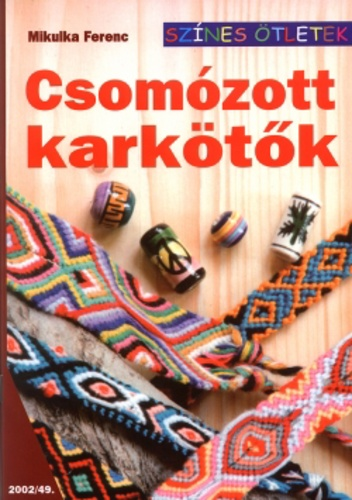 Mikulka Ferenc
SZÍNES ÖTLETEK
Csomózott
karkötők
2002/49.